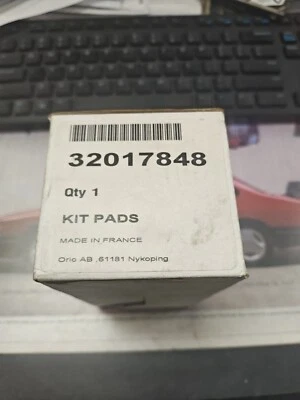 32017848
Qty 1
KIT PADS
MADE IN FRANCE
Orio AB ,61181 Nykoping